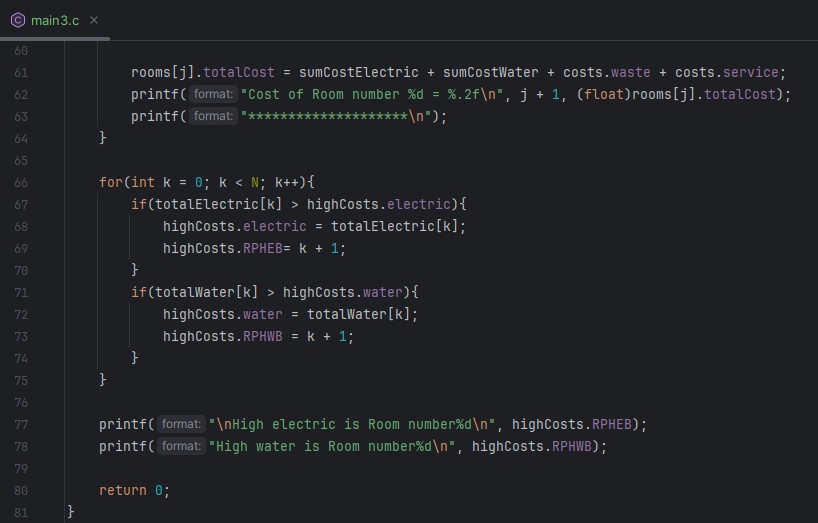 main3.c ×
60
61 rooms[j].totalCost = sumCostElectric + sumCostWater + costs.waste + costs.service;
62 printf( format: "Cost of Room number %d = %.2f\n", j + 1, (float)rooms[j].totalCost);
63 printf( format: "********************\n");
64 }
65
66 for(int k = 0; k < N; k++){
67 if(totalElectric[k] > highCosts.electric){
68 highCosts.electric = totalElectric[k];
69 highCosts.RPHEB= k + 1;
70 }
71 if(totalWater[k] > highCosts.water){
72 highCosts.water = totalWater[k];
73 highCosts.RPHWB = k + 1;
74 }
75 }
76
77 printf( format: "\nHigh electric is Room number%d\n", highCosts.RPHEB);
78 printf( format: "High water is Room number%d\n", highCosts.RPHWB);
79
80 return 0;
81 }